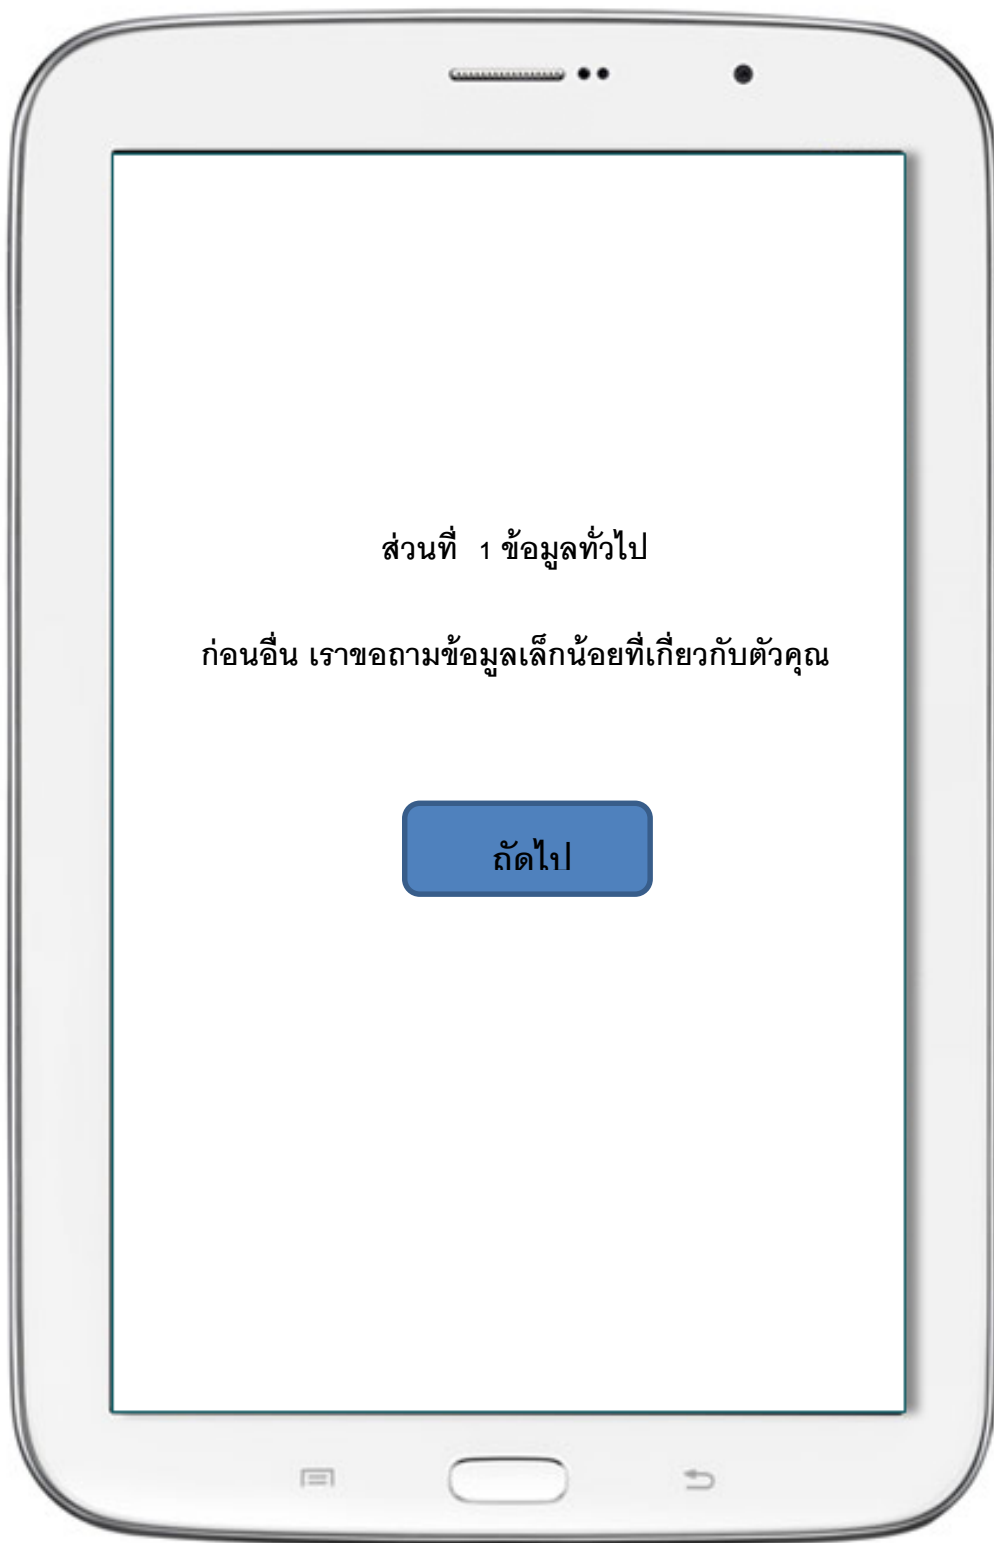 ส่วนที่ 1 ข้อมูลทั่วไป
ก่อนอื่น เราขอถามข้อมูลเล็กน้อยที่เกี่ยวกับตัวคุณ
ถัดไป